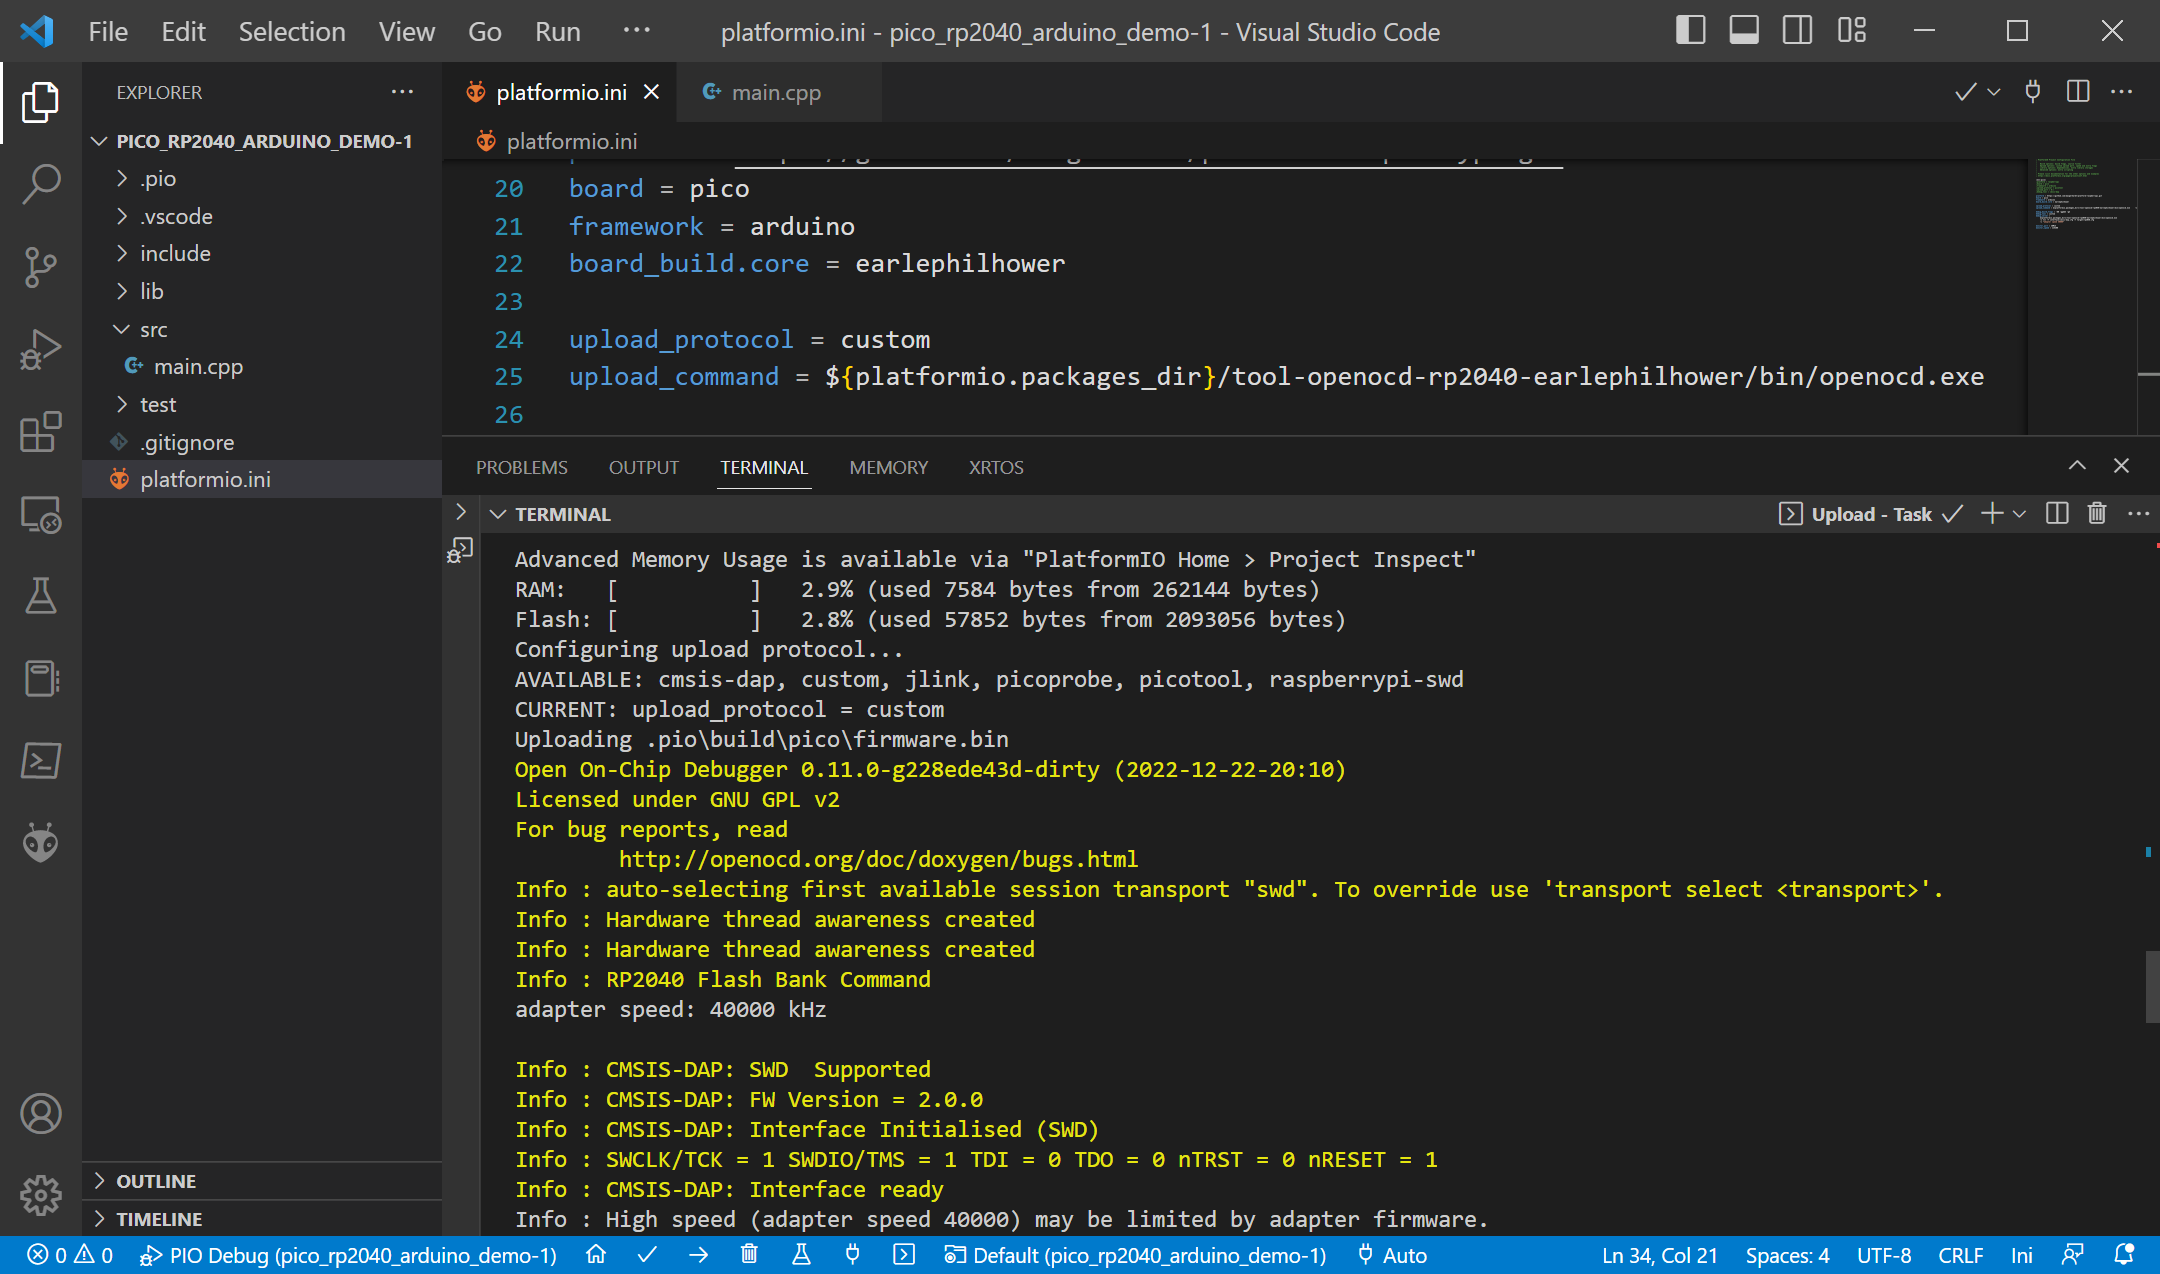 File Edit Selection View Go Run ··· platformio.ini - pico_rp2040_arduino_demo-1 - Visual Studio Code
EXPLORER
PICO_RP2040_ARDUINO_DEMO-1
.pio
.vscode
include
lib
src
main.cpp
test
.gitignore
platformio.ini
OUTLINE
TIMELINE
platformio.ini main.cpp
platformio.ini
20 board = pico
21 framework = arduino
22 board_build.core = earlephilhower
23
24 upload_protocol = custom
25 upload_command = ${platformio.packages_dir}/tool-openocd-rp2040-earlephilhower/bin/openocd.exe
26
PROBLEMS OUTPUT TERMINAL MEMORY XRTOS
TERMINAL Upload - Task
Advanced Memory Usage is available via "PlatformIO Home > Project Inspect"
RAM:   [          ]   2.9% (used 7584 bytes from 262144 bytes)
Flash: [          ]   2.8% (used 57852 bytes from 2093056 bytes)
Configuring upload protocol...
AVAILABLE: cmsis-dap, custom, jlink, picoprobe, picotool, raspberrypi-swd
CURRENT: upload_protocol = custom
Uploading .pio\build\pico\firmware.bin
Open On-Chip Debugger 0.11.0-g228ede43d-dirty (2022-12-22-20:10)
Licensed under GNU GPL v2
For bug reports, read
http://openocd.org/doc/doxygen/bugs.html
Info : auto-selecting first available session transport "swd". To override use 'transport select <transport>'.
Info : Hardware thread awareness created
Info : Hardware thread awareness created
Info : RP2040 Flash Bank Command
adapter speed: 40000 kHz
Info : CMSIS-DAP: SWD  Supported
Info : CMSIS-DAP: FW Version = 2.0.0
Info : CMSIS-DAP: Interface Initialised (SWD)
Info : SWCLK/TCK = 1 SWDIO/TMS = 1 TDI = 0 TDO = 0 nTRST = 0 nRESET = 1
Info : CMSIS-DAP: Interface ready
Info : High speed (adapter speed 40000) may be limited by adapter firmware.
0 0 PIO Debug (pico_rp2040_arduino_demo-1) Default (pico_rp2040_arduino_demo-1) Auto Ln 34, Col 21 Spaces: 4 UTF-8 CRLF Ini